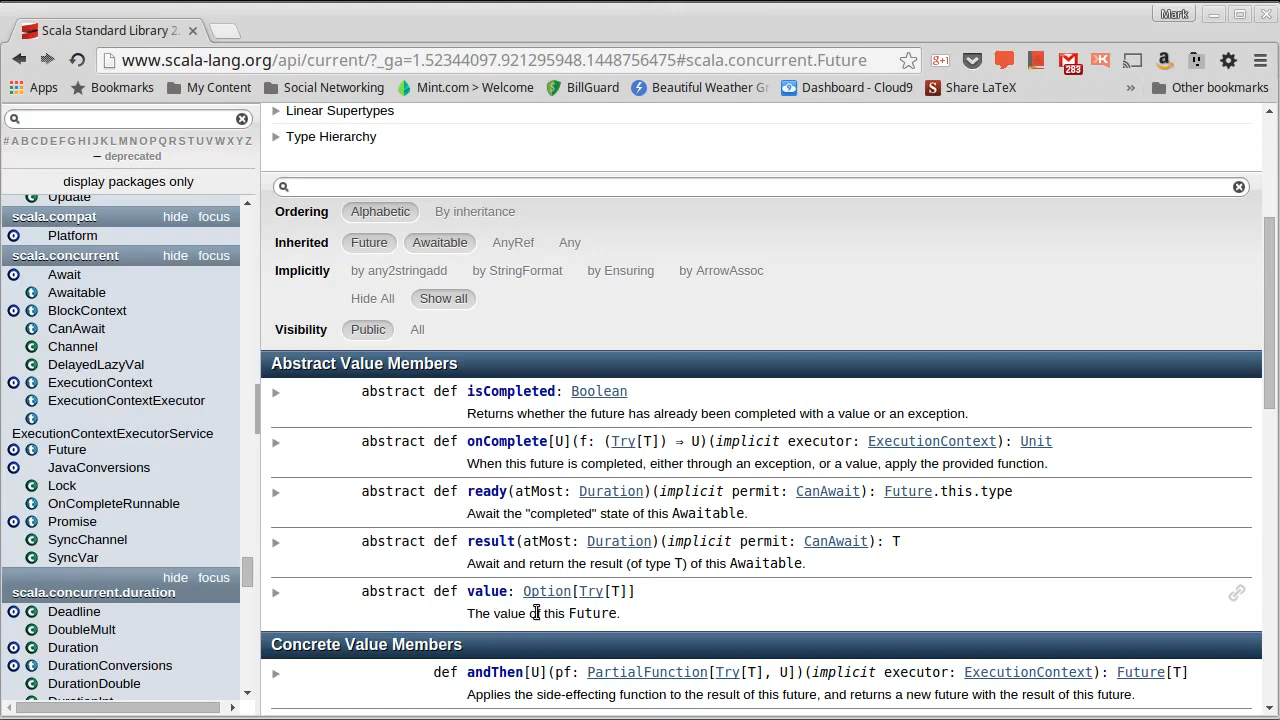 Mark
Scala Standard Library 2.
www.scala-lang.org/api/current/?_ga=1.52344097.921295948.1448756475#scala.concurrent.Future
283
Apps Bookmarks My Content Social Networking Mint.com > Welcome BillGuard Beautiful Weather Gr Dashboard - Cloud9 Share LaTeX » Other bookmarks
#ABCDEFGHIJKLMNOPQRSTUVWXYZ
– deprecated
display packages only
Update
scala.compat hide focus
Platform
scala.concurrent hide focus
Await
Awaitable
BlockContext
CanAwait
Channel
DelayedLazyVal
ExecutionContext
ExecutionContextExecutor
ExecutionContextExecutorService
Future
JavaConversions
Lock
OnCompleteRunnable
Promise
SyncChannel
SyncVar
hide focus
scala.concurrent.duration
Deadline
DoubleMult
Duration
DurationConversions
DurationDouble
DurationInt
Linear Supertypes
Type Hierarchy
Ordering Alphabetic By inheritance
Inherited Future Awaitable AnyRef Any
Implicitly by any2stringadd by StringFormat by Ensuring by ArrowAssoc
Hide All Show all
Visibility Public All
Abstract Value Members
abstract def isCompleted: Boolean
Returns whether the future has already been completed with a value or an exception.
abstract def onComplete[U](f: (Try[T]) ⇒ U)(implicit executor: ExecutionContext): Unit
When this future is completed, either through an exception, or a value, apply the provided function.
abstract def ready(atMost: Duration)(implicit permit: CanAwait): Future.this.type
Await the "completed" state of this Awaitable.
abstract def result(atMost: Duration)(implicit permit: CanAwait): T
Await and return the result (of type T) of this Awaitable.
abstract def value: Option[Try[T]]
The value of this Future.
Concrete Value Members
def andThen[U](pf: PartialFunction[Try[T], U])(implicit executor: ExecutionContext): Future[T]
Applies the side-effecting function to the result of this future, and returns a new future with the result of this future.